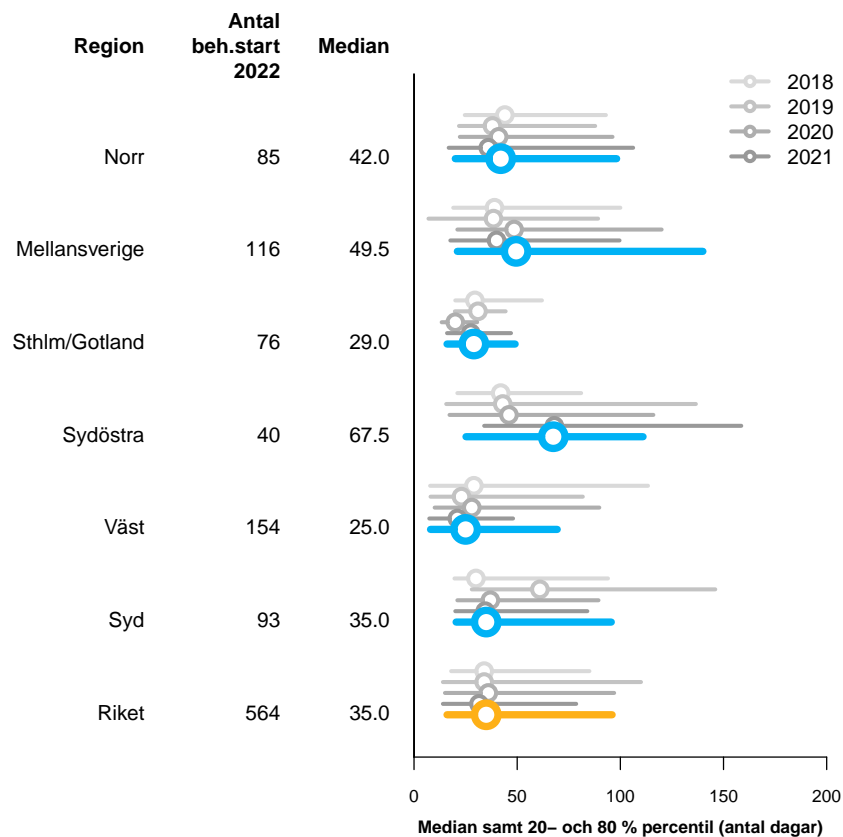 Antal
Region beh.start Median
2022
2018
2019
2020
2021
Norr 85 42.0
Mellansverige 116 49.5
Sthlm/Gotland 76 29.0
Sydöstra 40 67.5
Väst 154 25.0
Syd 93 35.0
Riket 564 35.0
0 50 100 150 200
Median samt 20− och 80 % percentil (antal dagar)